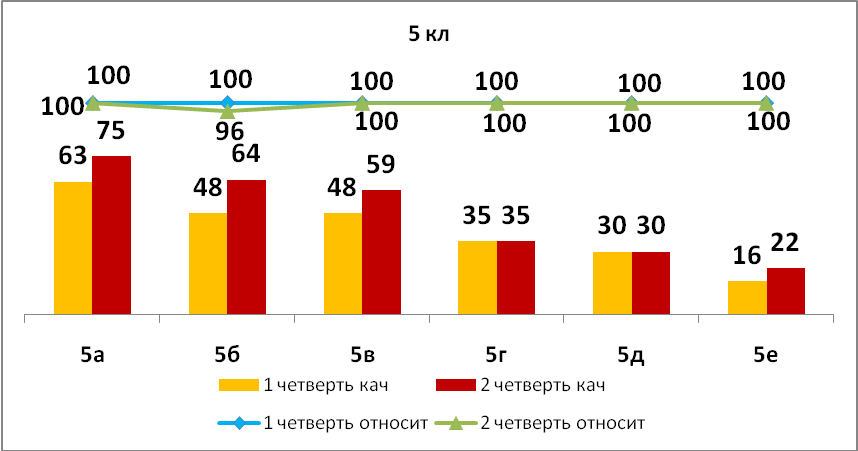 5 кл
100 100 100 100 100 100
100 96 100 100 100 100
63 75 48 64 48 59 35 35 30 30 16 22
5а 5б 5в 5г 5д 5е
1 четверть кач 2 четверть кач
1 четверть относит 2 четверть относит